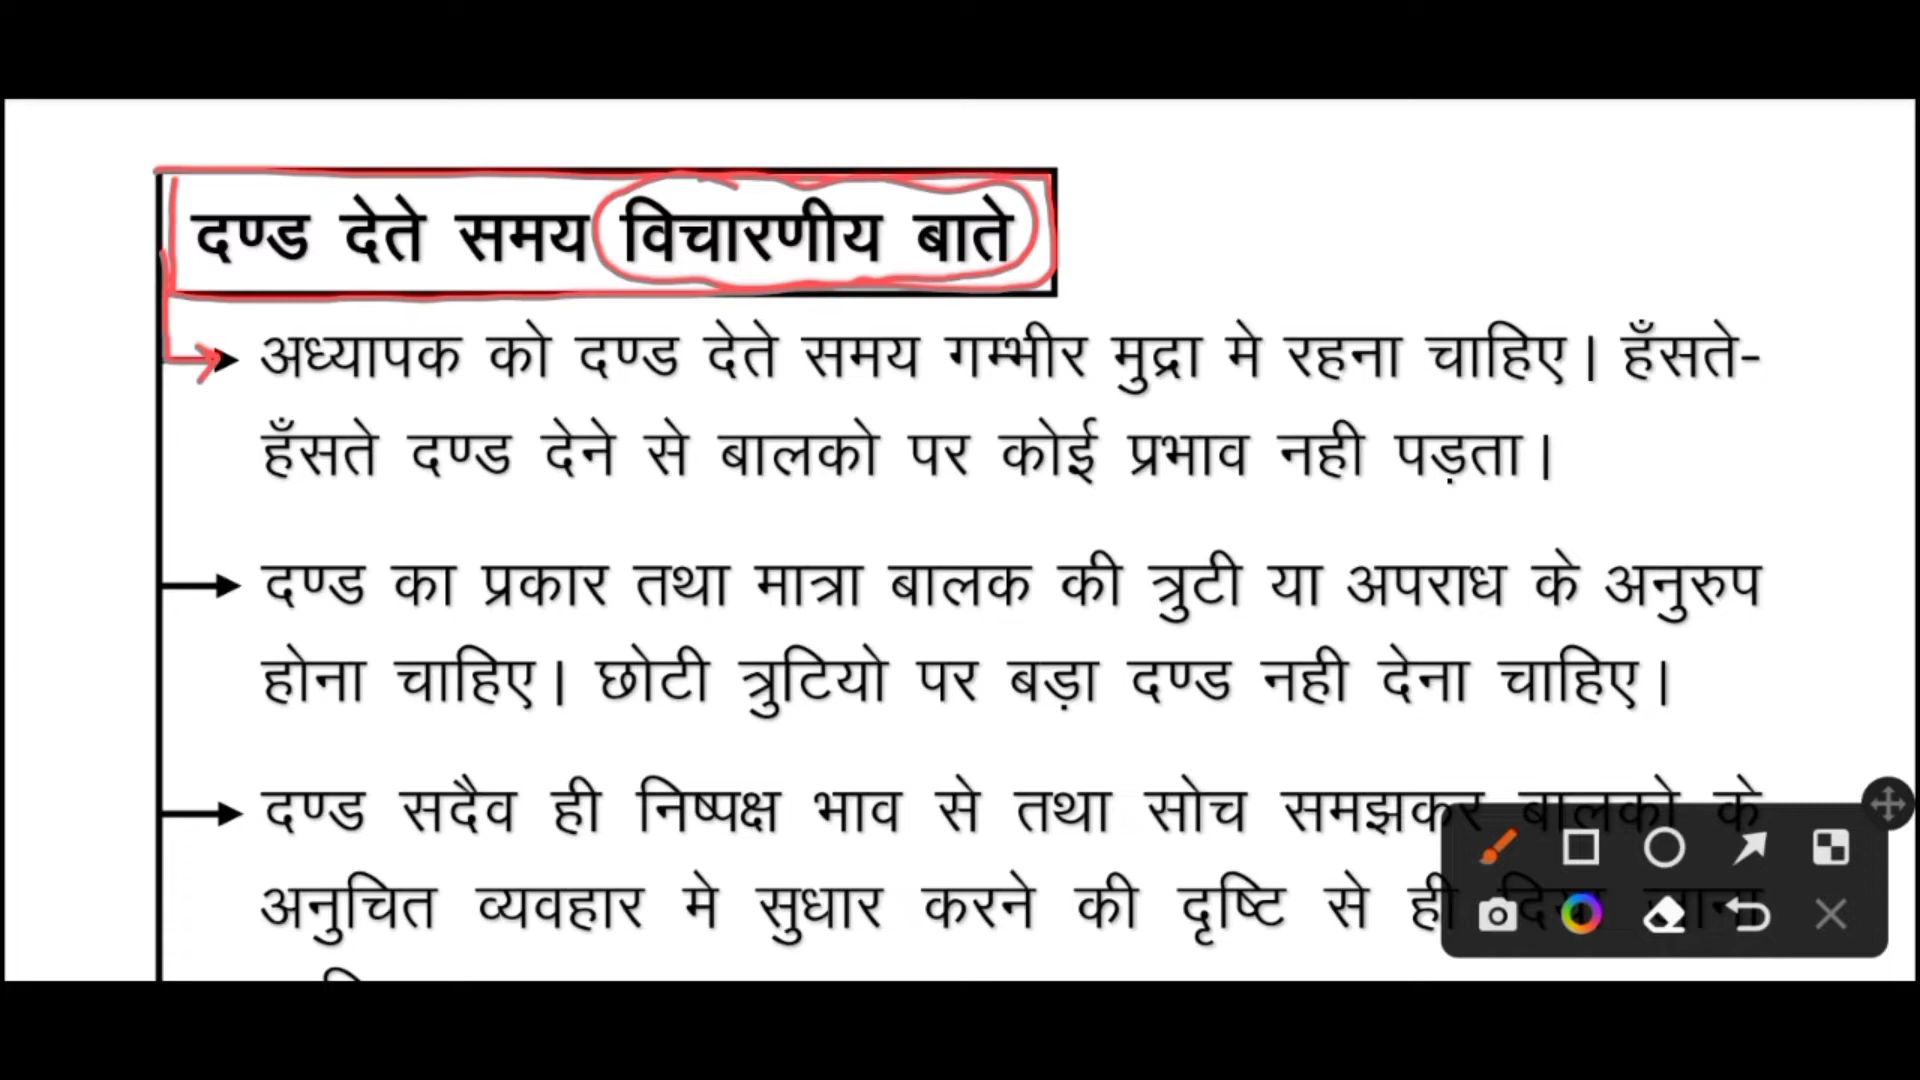 दण्ड देते समय विचारणीय बाते
अध्यापक को दण्ड देते समय गम्भीर मुद्रा मे रहना चाहिए। हँसते-
हँसते दण्ड देने से बालको पर कोई प्रभाव नही पड़ता।
दण्ड का प्रकार तथा मात्रा बालक की त्रुटी या अपराध के अनुरुप
होना चाहिए। छोटी त्रुटियो पर बड़ा दण्ड नही देना चाहिए।
दण्ड सदैव ही निष्पक्ष भाव से तथा सोच समझकर बालको के
अनुचित व्यवहार मे सुधार करने की दृष्टि से ही